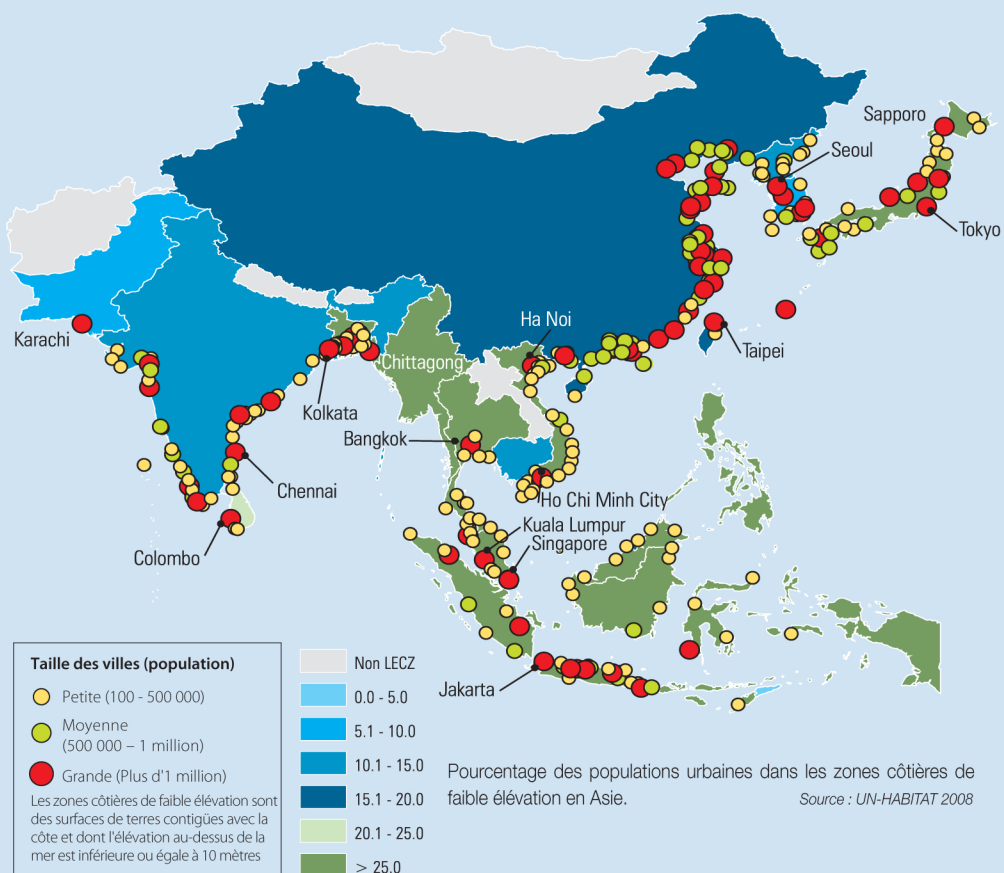 Sapporo
Seoul
Tokyo
Karachi
Ha Noi
Taipei
Chittagong
Kolkata
Bangkok
Chennai
Ho Chi Minh City
Kuala Lumpur
Singapore
Colombo
Jakarta
Taille des villes (population)
Petite (100 - 500 000)
Moyenne
(500 000 – 1 million)
Grande (Plus d'1 million)
Les zones côtières de faible élévation sont
des surfaces de terres contigües avec la
côte et dont l'élévation au-dessus de la
mer est inférieure ou égale à 10 mètres
Non LECZ
0.0 - 5.0
5.1 - 10.0
10.1 - 15.0
15.1 - 20.0
20.1 - 25.0
> 25.0
Pourcentage des populations urbaines dans les zones côtières de
faible élévation en Asie.
Source : UN-HABITAT 2008